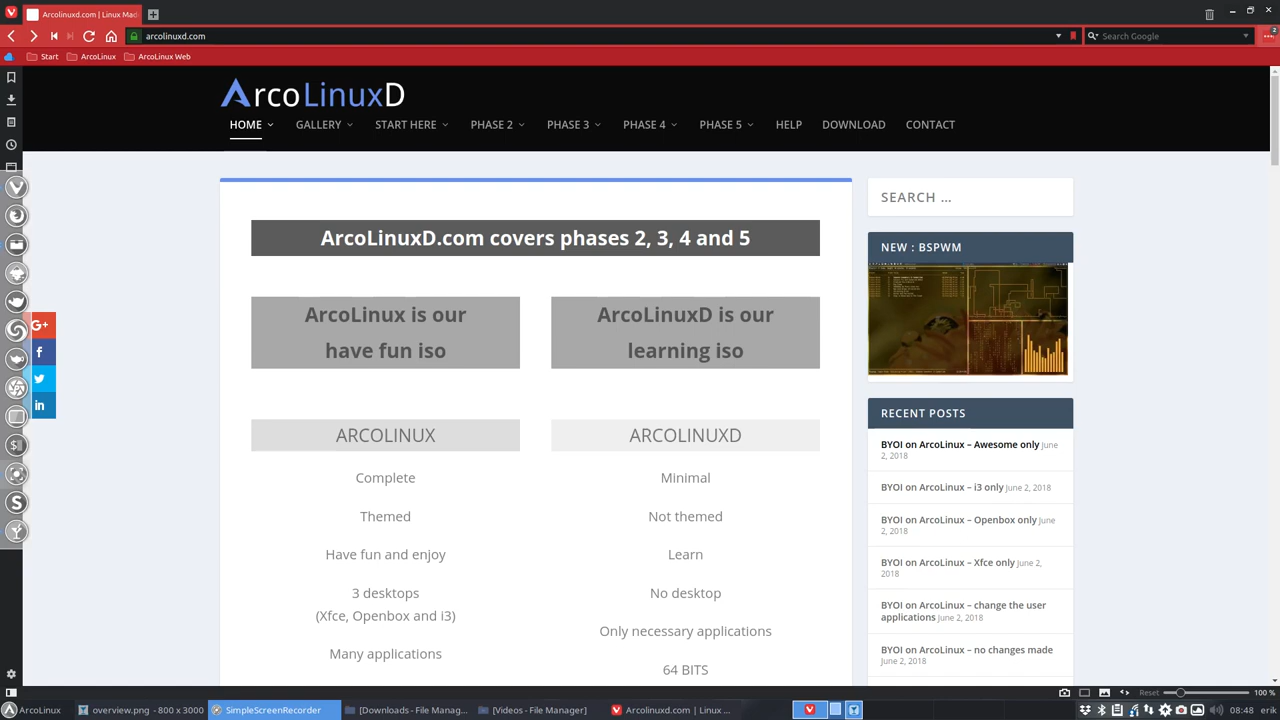 Arcolinuxd.com | Linux Mad
arcolinuxd.com
Search Google
2
Start
ArcoLinux
ArcoLinux Web
ArcoLinuxD
HOME
GALLERY
START HERE
PHASE 2
PHASE 3
PHASE 4
PHASE 5
HELP
DOWNLOAD
CONTACT
ArcoLinuxD.com covers phases 2, 3, 4 and 5
ArcoLinux is our
have fun iso
ArcoLinuxD is our
learning iso
ARCOLINUX
Complete
Themed
Have fun and enjoy
3 desktops
(Xfce, Openbox and i3)
Many applications
ARCOLINUXD
Minimal
Not themed
Learn
No desktop
Only necessary applications
64 BITS
SEARCH ...
NEW : BSPWM
RECENT POSTS
BYOI on ArcoLinux – Awesome only June
2, 2018
BYOI on ArcoLinux – i3 only June 2, 2018
BYOI on ArcoLinux – Openbox only June
2, 2018
BYOI on ArcoLinux – Xfce only June 2,
2018
BYOI on ArcoLinux – change the user
applications June 2, 2018
BYOI on ArcoLinux – no changes made
June 2, 2018
G+
f
in
S
$
Reset
100 %
ArcoLinux
overview.png - 800 x 3000
SimpleScreenRecorder
[Downloads - File Manag...
[Videos - File Manager]
Arcolinuxd.com | Linux ...
08:48
erik